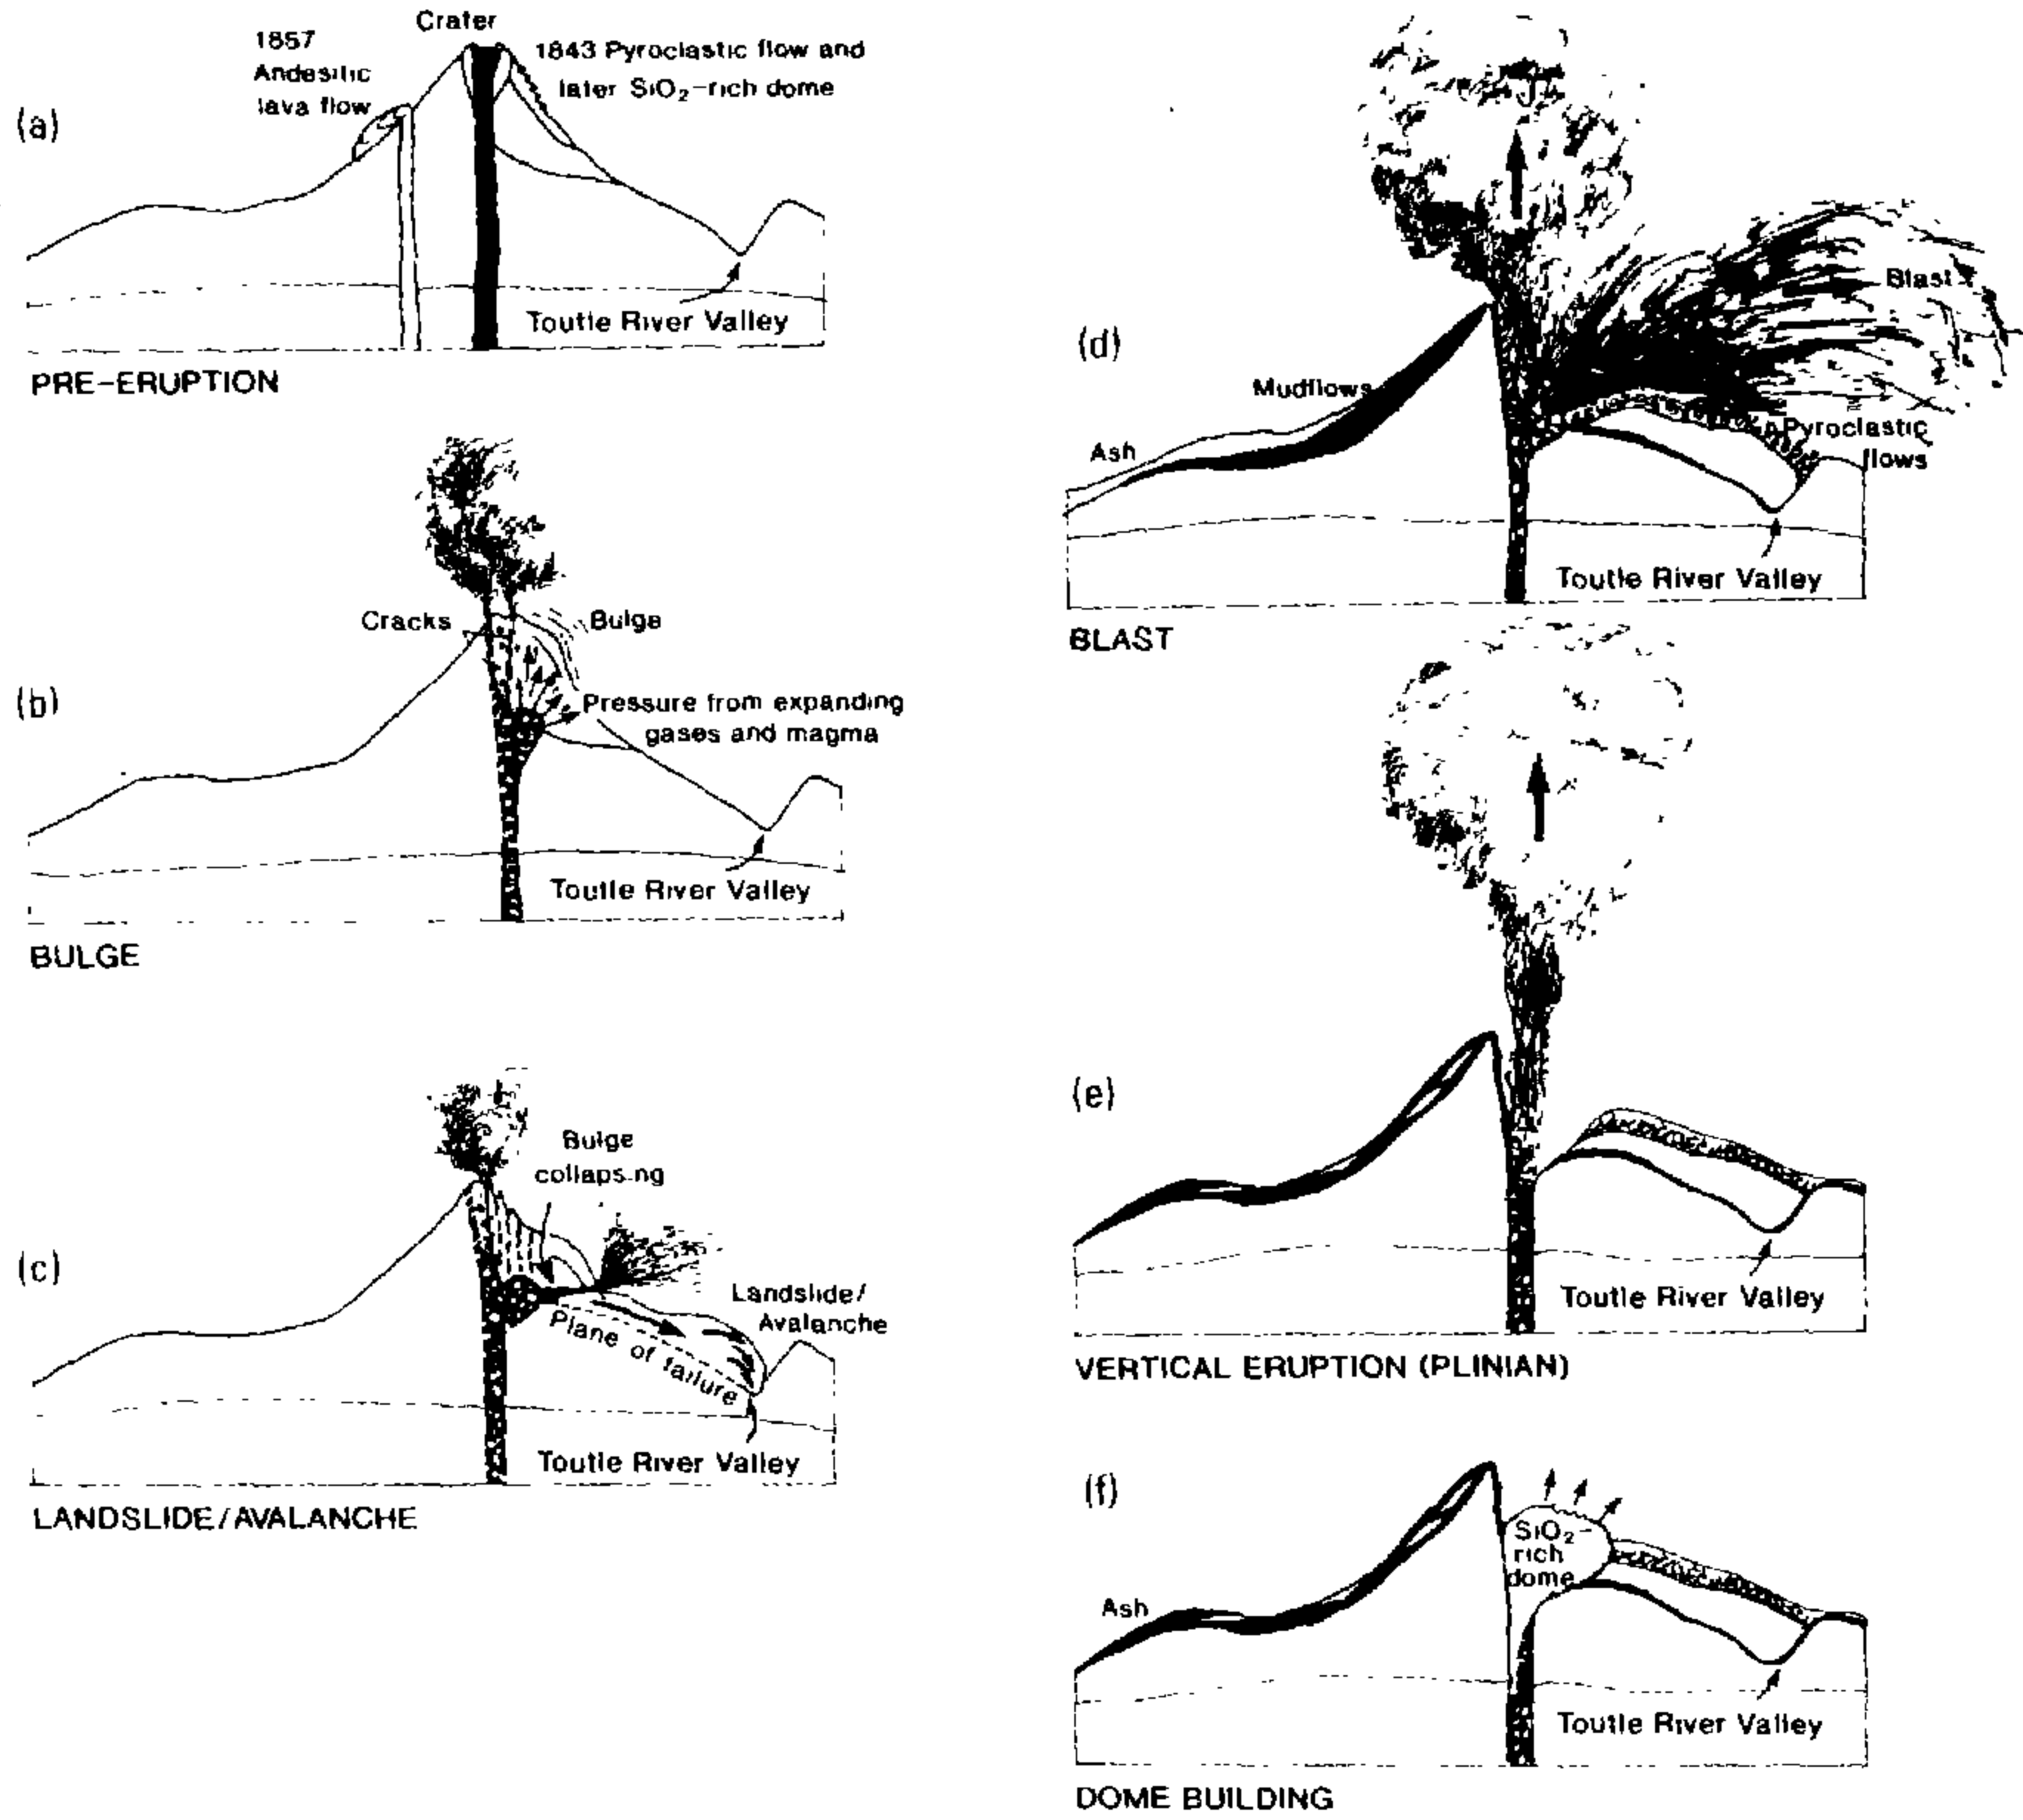 (a)
Crater
1857
Andesitic
lava flow
1843 Pyroclastic flow and
later SiO₂-rich dome
Toutle River Valley
PRE-ERUPTION
(b)
Cracks
Bulge
Pressure from expanding
gases and magma
Toutle River Valley
BULGE
(c)
Bulge
collapsing
Landslide/
Avalanche
Plane of failure
Toutle River Valley
LANDSLIDE/AVALANCHE
(d)
Blast
Mudflows
Ash
Pyroclastic
flows
Toutle River Valley
BLAST
(e)
Toutle River Valley
VERTICAL ERUPTION (PLINIAN)
(f)
SiO₂-
rich
dome
Ash
Toutle River Valley
DOME BUILDING